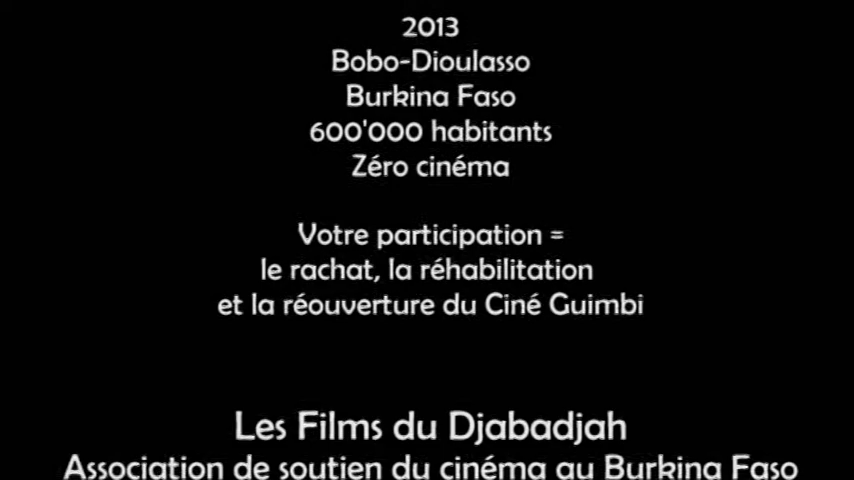 2013
Bobo-Dioulasso
Burkina Faso
600'000 habitants
Zéro cinéma
Votre participation =
le rachat, la réhabilitation
et la réouverture du Ciné Guimbi
Les Films du Djabadjah
Association de soutien du cinéma au Burkina Faso